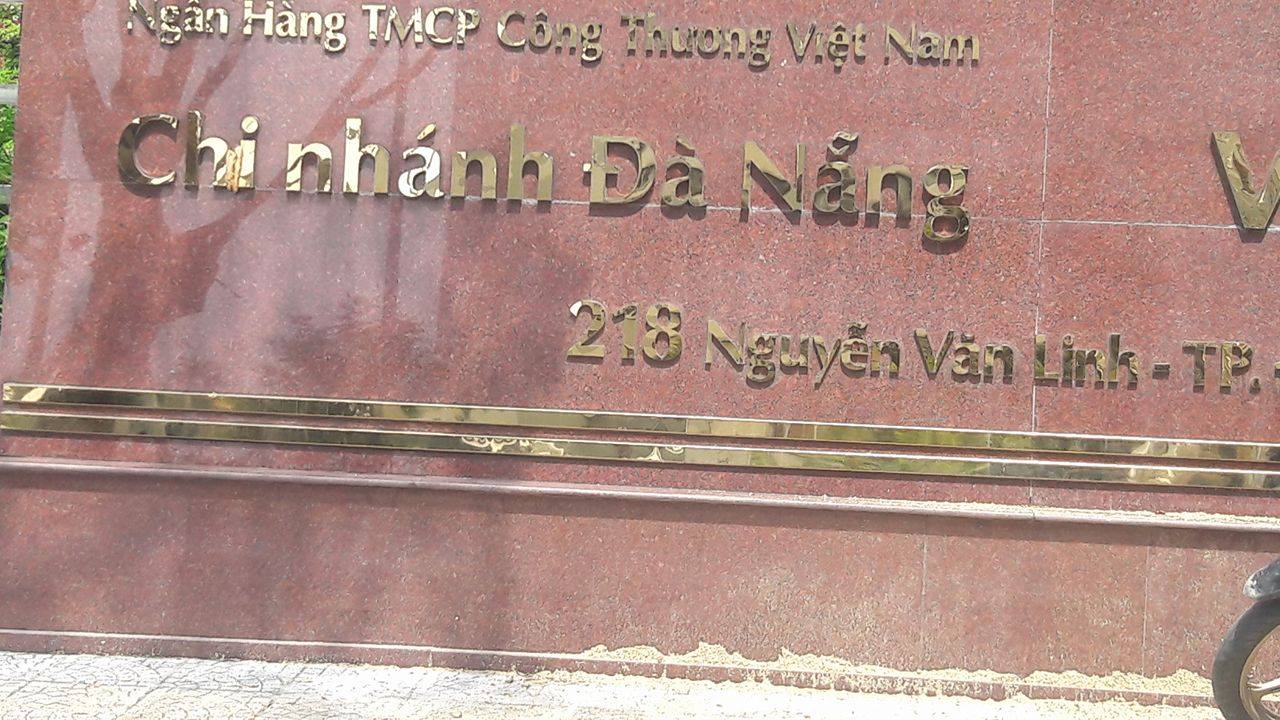 Ngân Hàng TMCP Công Thương Việt Nam
Chi nhánh Đà Nẵng
218 Nguyễn Văn Linh - TP.